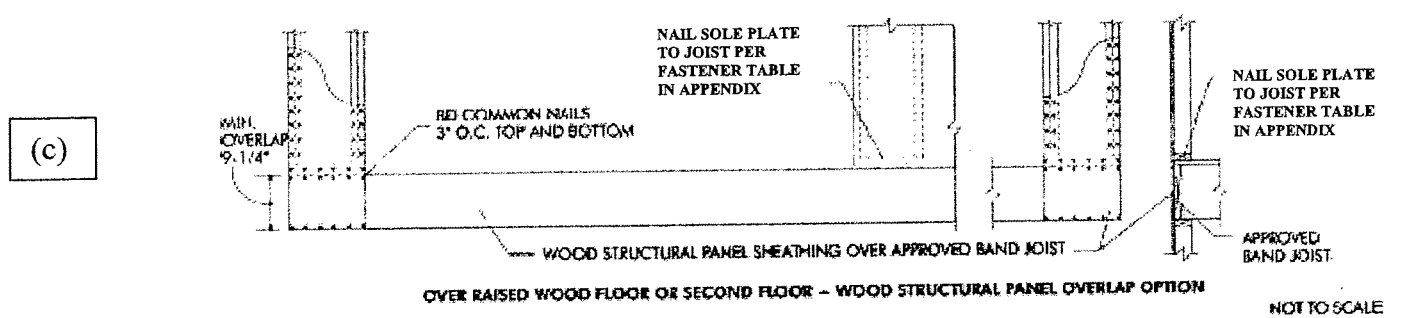 (c)
MIN.
OVERLAP
9-1/4"
8D COMMON NAILS
3" O.C. TOP AND BOTTOM
NAIL SOLE PLATE
TO JOIST PER
FASTENER TABLE
IN APPENDIX
NAIL SOLE PLATE
TO JOIST PER
FASTENER TABLE
IN APPENDIX
WOOD STRUCTURAL PANEL SHEATHING OVER APPROVED BAND JOIST
APPROVED
BAND JOIST
OVER RAISED WOOD FLOOR OR SECOND FLOOR – WOOD STRUCTURAL PANEL OVERLAP OPTION
NOT TO SCALE